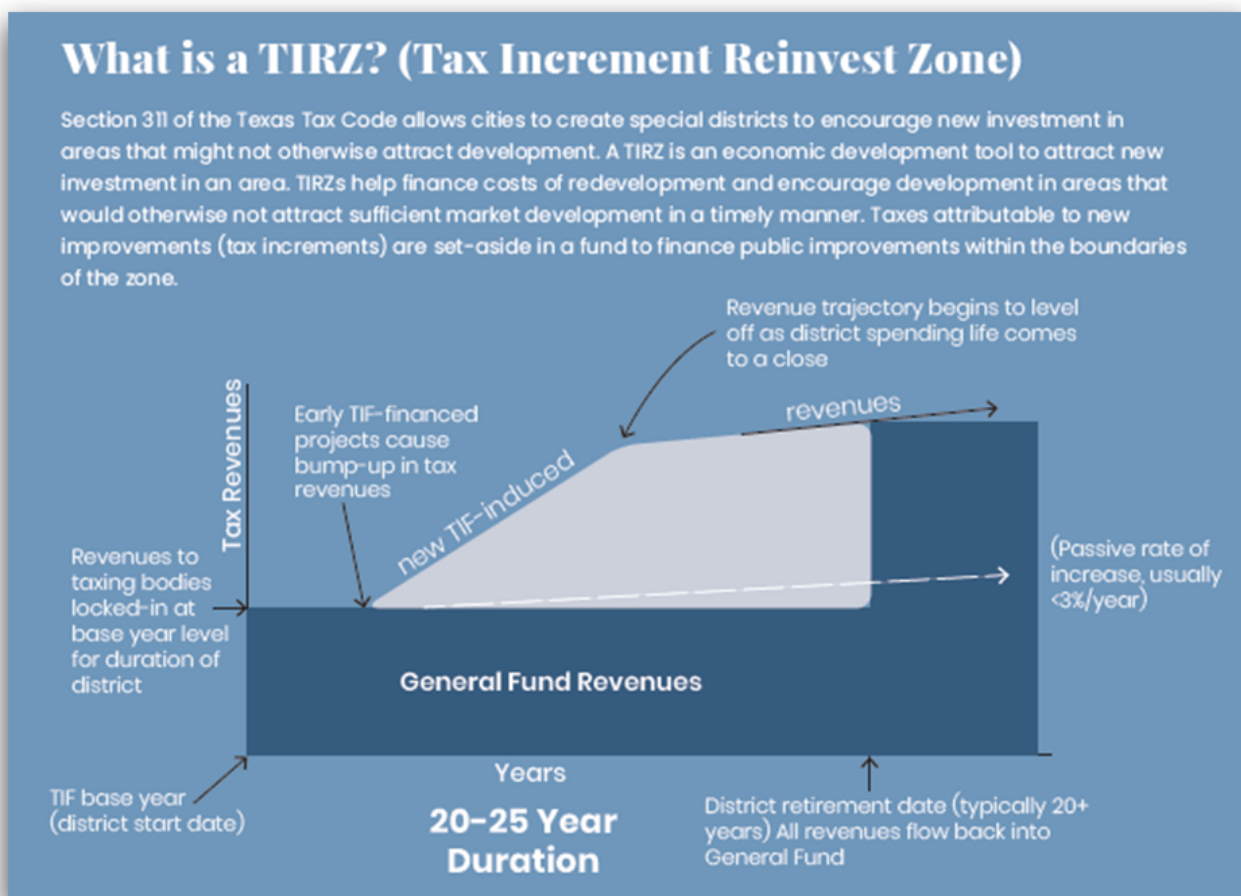 What is a TIRZ? (Tax Increment Reinvest Zone)
Section 311 of the Texas Tax Code allows cities to create special districts to encourage new investment in
areas that might not otherwise attract development. A TIRZ is an economic development tool to attract new
investment in an area. TIRZs help finance costs of redevelopment and encourage development in areas that
would otherwise not attract sufficient market development in a timely manner. Taxes attributable to new
improvements (tax increments) are set-aside in a fund to finance public improvements within the boundaries
of the zone.
Revenue trajectory begins to level
off as district spending life comes
to a close
Tax Revenues
Early TIF-financed
projects cause
bump-up in tax
revenues
new TIF-induced
revenues
Revenues to
taxing bodies
locked-in at
base year level
for duration of
district
(Passive rate of
increase, usually
<3%/year)
General Fund Revenues
TIF base year
(district start date)
Years
20-25 Year
Duration
District retirement date (typically 20+
years) All revenues flow back into
General Fund